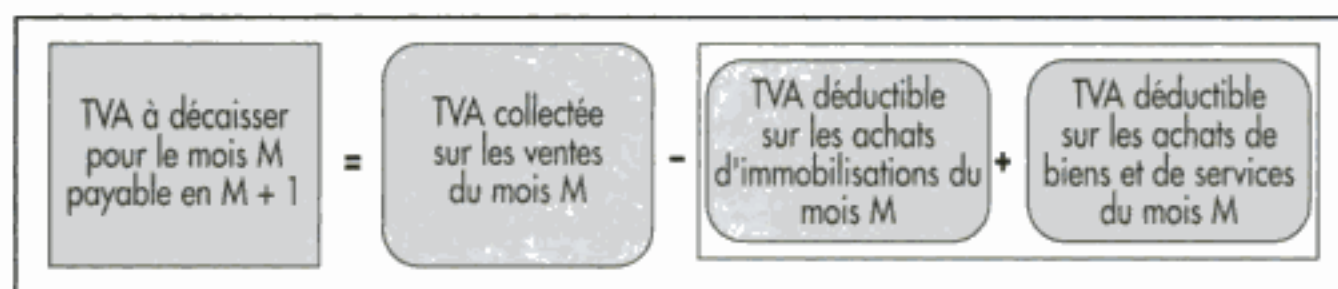 TVA à décaisser
pour le mois M
payable en M + 1
=
TVA collectée
sur les ventes
du mois M
-
TVA déductible
sur les achats
d'immobilisations du
mois M
+
TVA déductible
sur les achats de
biens et de services
du mois M